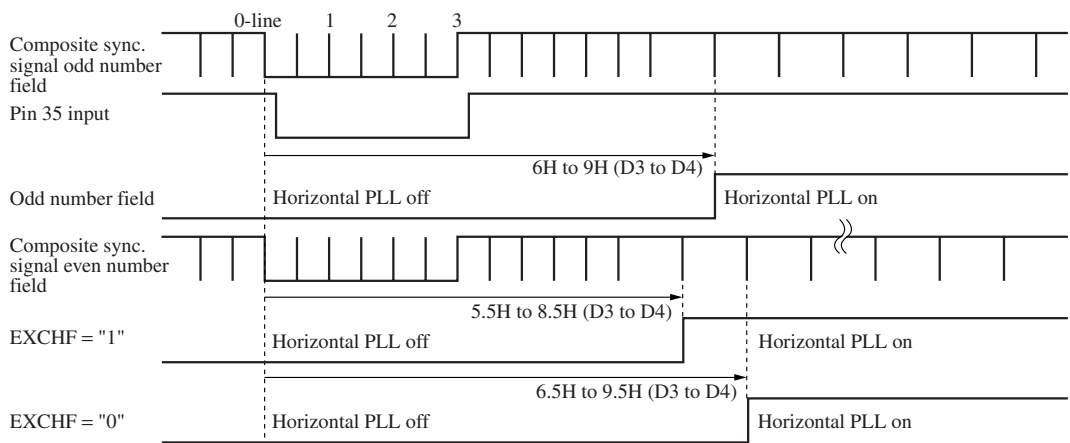 0-line 1 2 3
Composite sync.
signal odd number
field
Pin 35 input
6H to 9H (D3 to D4)
Odd number field
Horizontal PLL off
Horizontal PLL on
Composite sync.
signal even number
field
5.5H to 8.5H (D3 to D4)
EXCHF = "1"
Horizontal PLL off
Horizontal PLL on
6.5H to 9.5H (D3 to D4)
EXCHF = "0"
Horizontal PLL off
Horizontal PLL on